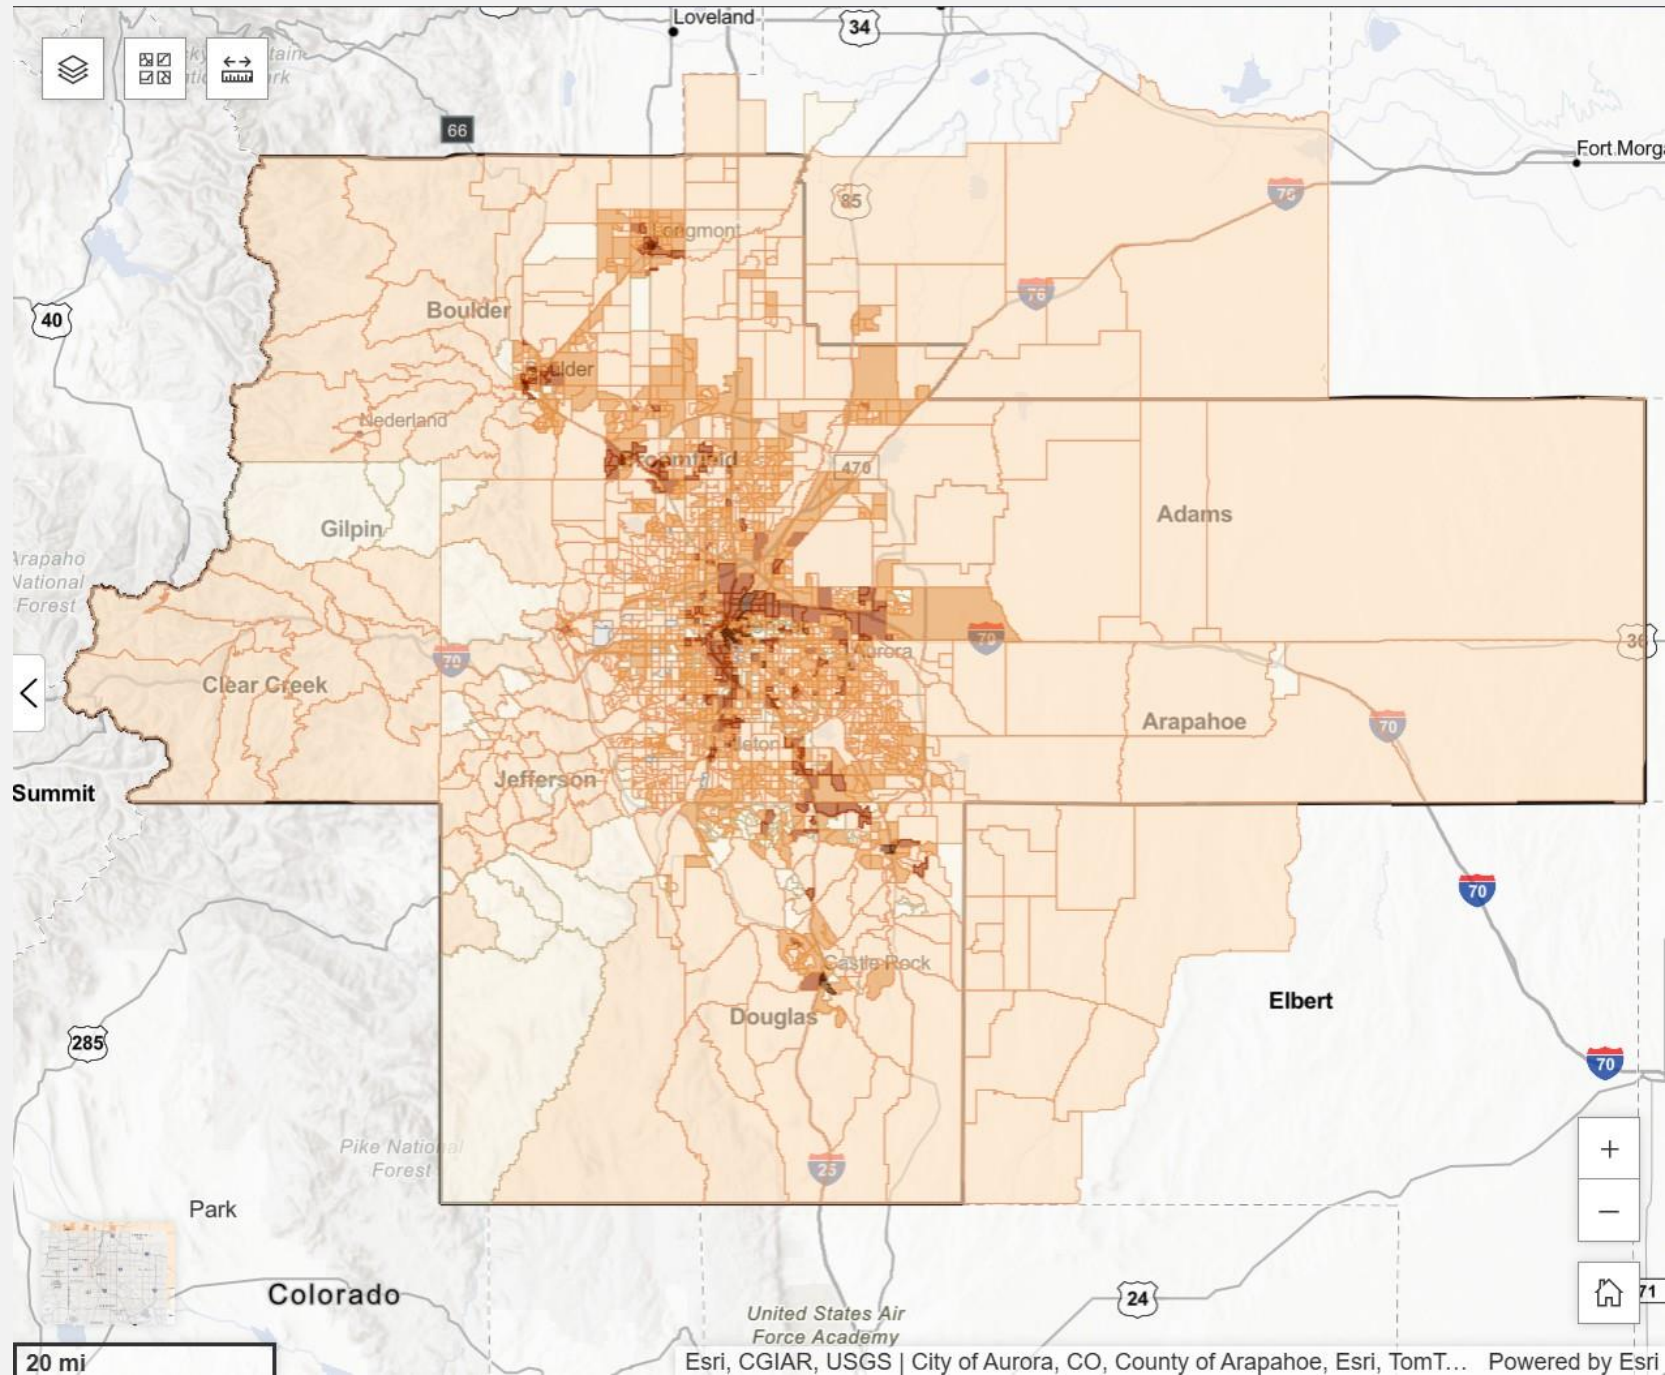 Loveland
34
66
Fort Morga
85
76
Longmont
76
Boulder
40
Nederland
470
Adams
Gilpin
Arapaho
National
Forest
70
36
Aurora
70
Clear Creek
Arapahoe
70
Jefferson
Summit
70
Castle Rock
Elbert
Douglas
285
70
Pike National
Forest
25
Park
Colorado
24
71
United States Air
Force Academy
20 mi
Esri, CGIAR, USGS | City of Aurora, CO, County of Arapahoe, Esri, TomT... Powered by Esri